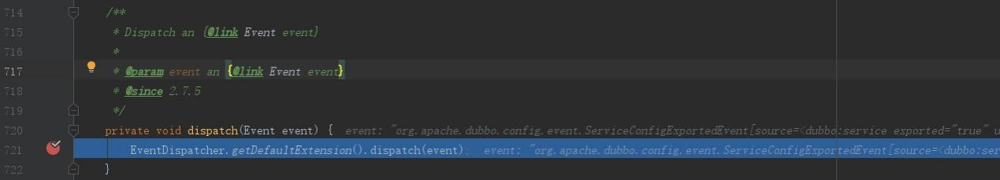 714 /**
715 * Dispatch an {@link Event event}
716 *
717 * @param event an {@link Event event}
718 * @since 2.7.5
719 */
720 private void dispatch(Event event) { event: "org.apache.dubbo.config.event.ServiceConfigExportedEvent[source=<dubbo:service exported="true" u
721 EventDispatcher.getDefaultExtension().dispatch(event); event: "org.apache.dubbo.config.event.ServiceConfigExportedEvent[source=<dubbo:ser
722 }